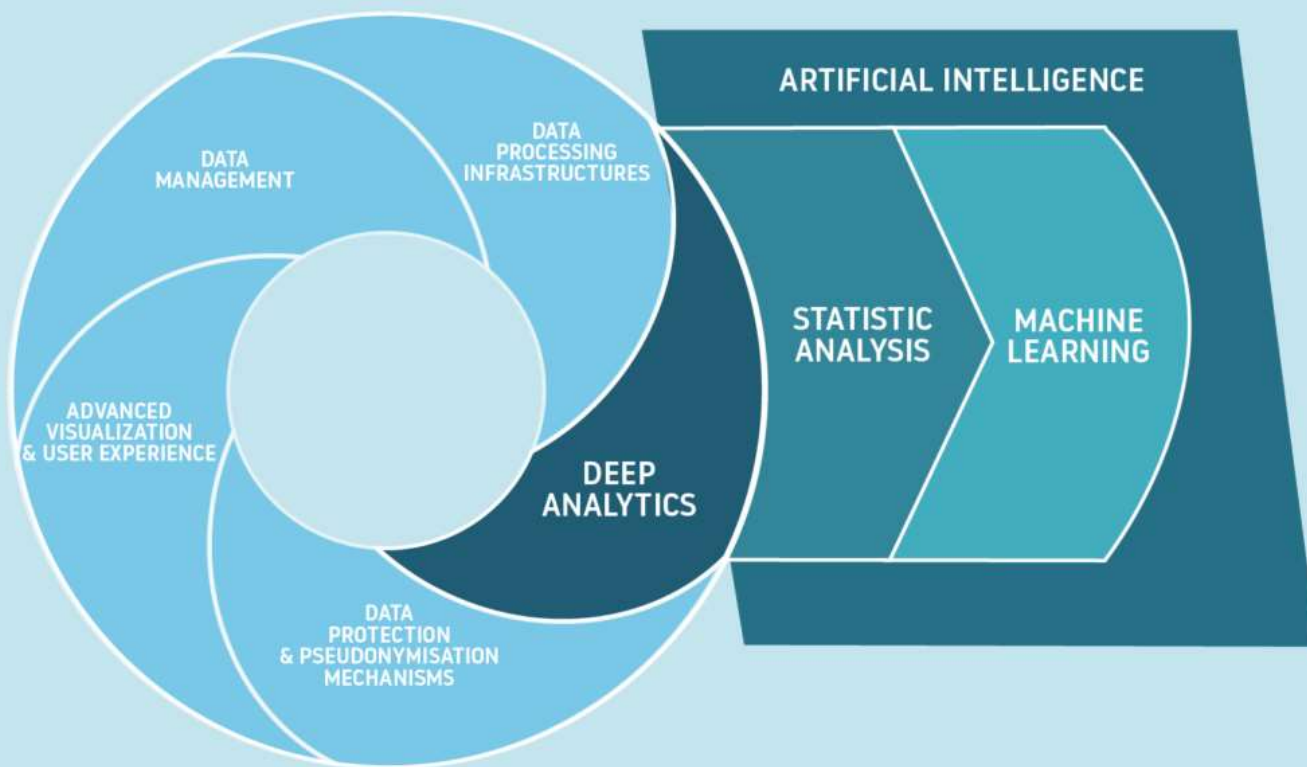 ARTIFICIAL INTELLIGENCE
DATA
PROCESSING
INFRASTRUCTURES
DATA
MANAGEMENT
STATISTIC
ANALYSIS
MACHINE
LEARNING
ADVANCED
VISUALIZATION
& USER EXPERIENCE
DEEP
ANALYTICS
DATA
PROTECTION
& PSEUDONYMISATION
MECHANISMS